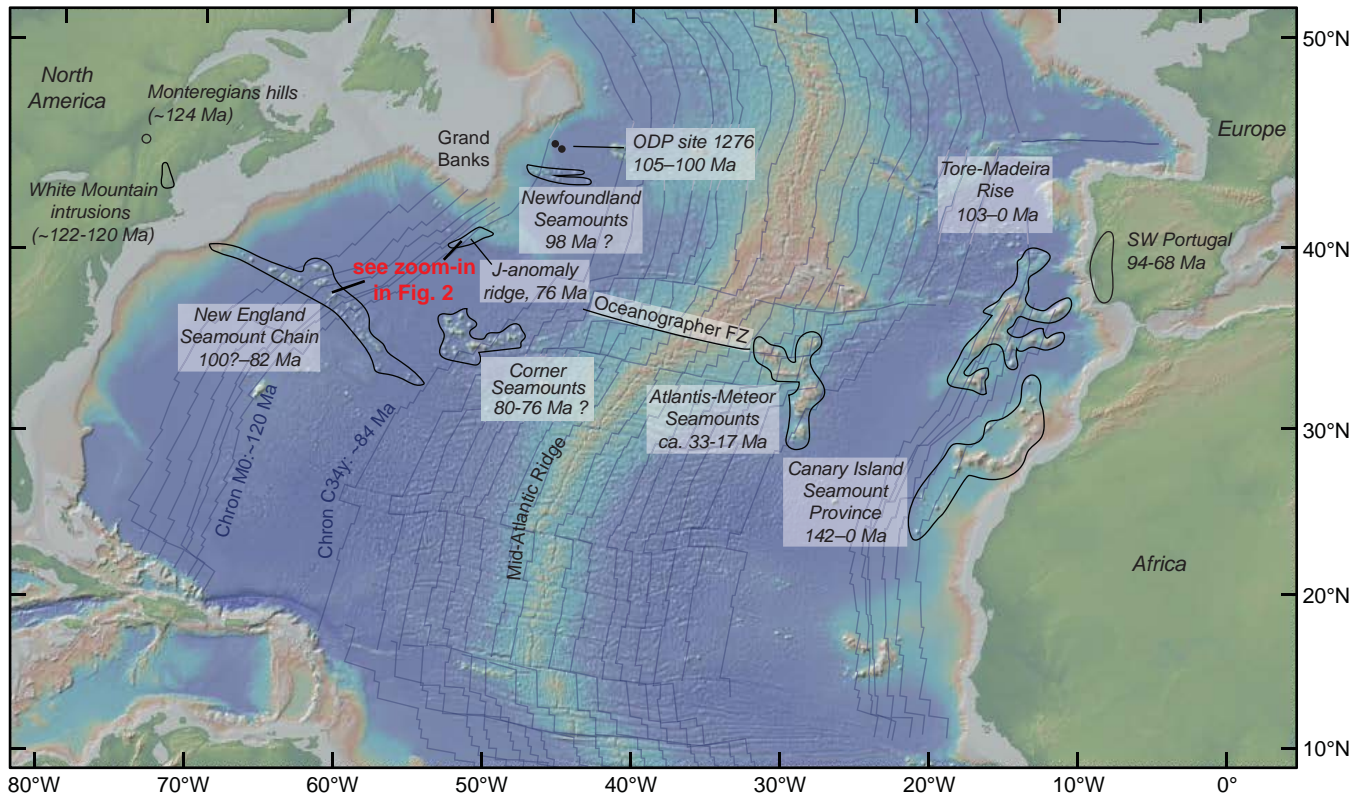 North
America
Monteregians hills
(~124 Ma)
White Mountain
intrusions
(~122-120 Ma)
Grand
Banks
ODP site 1276
105–100 Ma
Newfoundland
Seamounts
98 Ma ?
see zoom-in
in Fig. 2
J-anomaly
ridge, 76 Ma
New England
Seamount Chain
100?–82 Ma
Corner
Seamounts
80-76 Ma ?
Oceanographer FZ
Atlantis-Meteor
Seamounts
ca. 33-17 Ma
Tore-Madeira
Rise
103–0 Ma
Europe
SW Portugal
94-68 Ma
Canary Island
Seamount
Province
142–0 Ma
Africa
Chron M0:~120 Ma
Chron C34y: ~84 Ma
Mid-Atlantic Ridge
50°N
40°N
30°N
20°N
10°N
80°W
70°W
60°W
50°W
40°W
30°W
20°W
10°W
0°